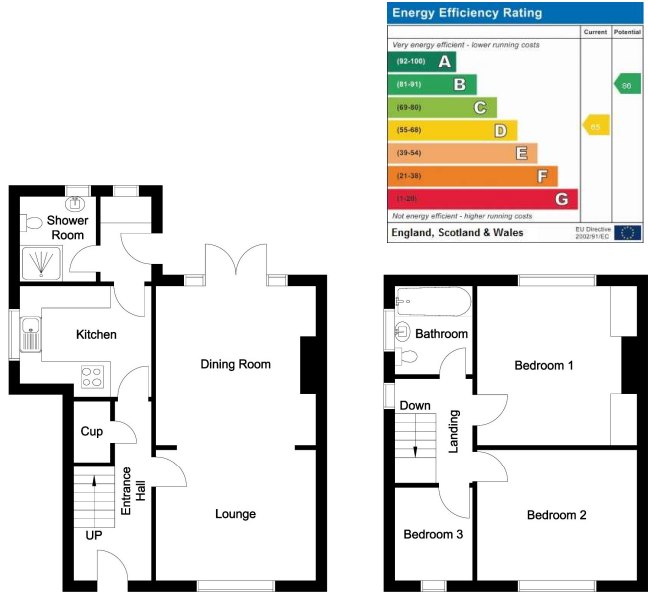 Energy Efficiency Rating
Current Potential
Very energy efficient - lower running costs
(92-100) A
(81-91) B
(69-80) C
(55-68) D
(39-54) E
(21-38) F
(1-20) G
Not energy efficient - higher running costs
England, Scotland & Wales
EU Directive
2002/91/EC
Shower
Room
Kitchen
Dining Room
Cup
Entrance
Hall
UP
Lounge
Bathroom
Bedroom 1
Down
Landing
Bedroom 2
Bedroom 3